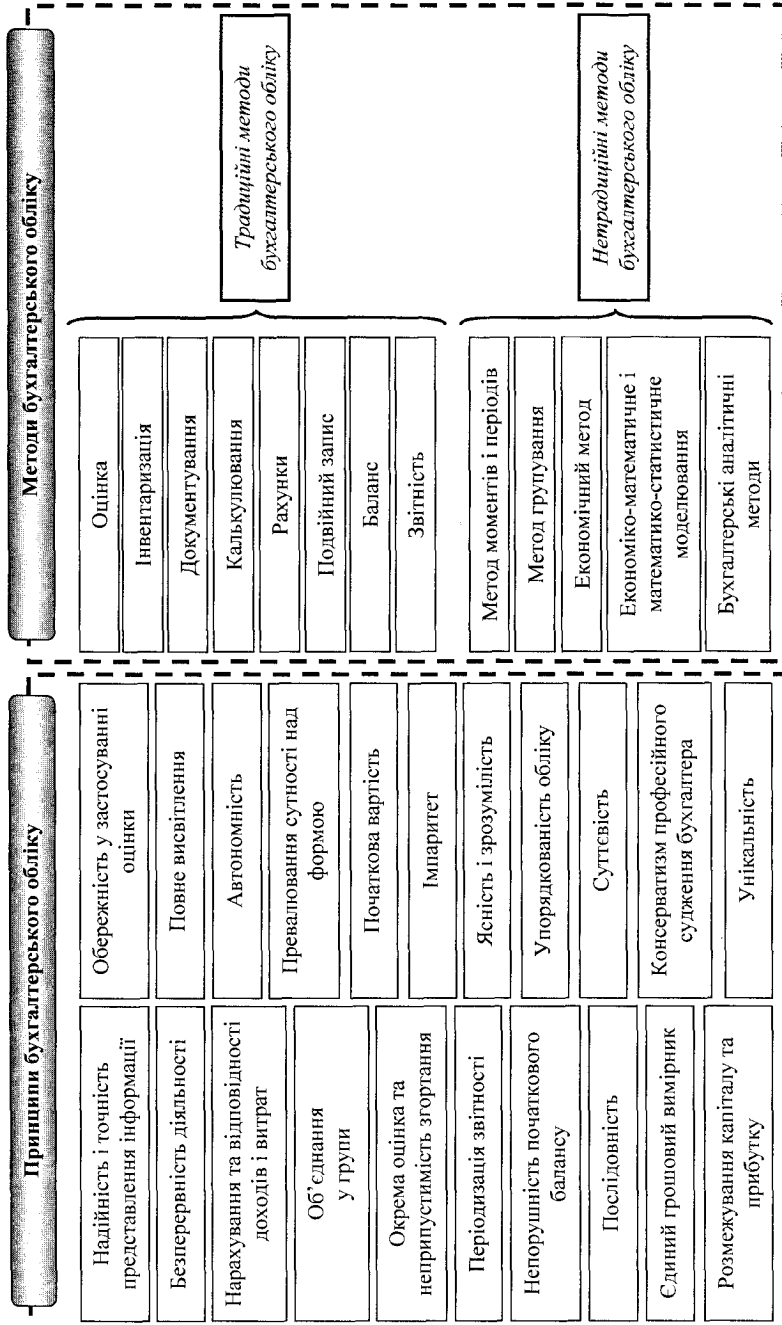 Принципи бухгалтерського обліку
Надійність і точність
представлення інформації
Безперервність діяльності
Нарахування та відповідності
доходів і витрат
Об’єднання
у групи
Окрема оцінка та
неприпустимість згортання
Періодизація звітності
Непорушність початкового
балансу
Послідовність
Єдиний грошовий вимірник
Розмежування капіталу та
прибутку
Обережність у застосуванні
оцінки
Повне висвітлення
Автономність
Превалювання сутності над
формою
Початкова вартість
Імпаритет
Ясність і зрозумілість
Упорядкованість обліку
Суттєвість
Консерватизм професійного
судження бухгалтера
Унікальність
Методи бухгалтерського обліку
Оцінка
Інвентаризація
Документування
Калькулювання
Рахунки
Подвійний запис
Баланс
Звітність
Традиційні методи
бухгалтерського обліку
Метод моментів і періодів
Метод групування
Економічний метод
Економіко-математичне і
математико-статистичне
моделювання
Бухгалтерські аналітичні
методи
Нетрадиційні методи
бухгалтерського обліку